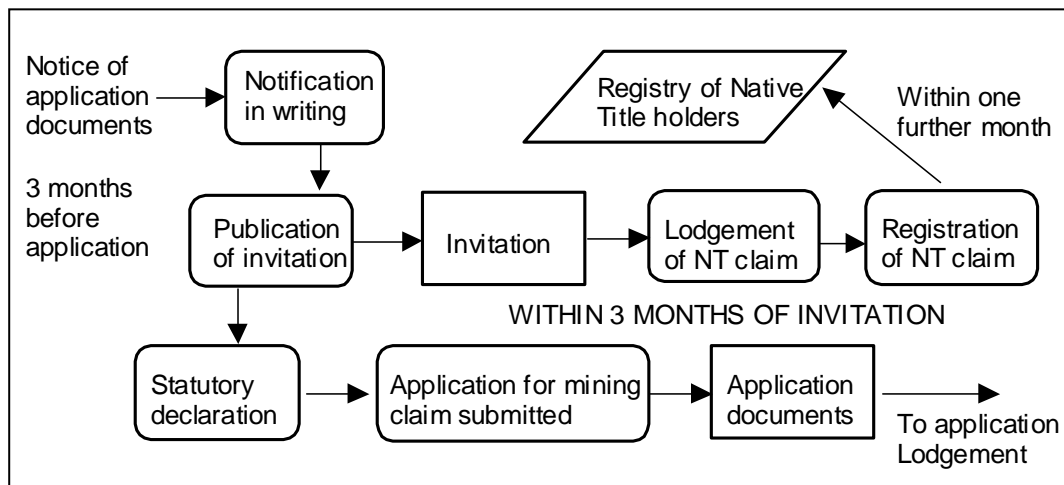 Notice of
application
documents
Notification
in writing
Registry of Native
Title holders
Within one
further month
3 months
before
application
Publication
of invitation
Invitation
Lodgement
of NT claim
Registration
of NT claim
WITHIN 3 MONTHS OF INVITATION
Statutory
declaration
Application for mining
claim submitted
Application
documents
To application
Lodgement